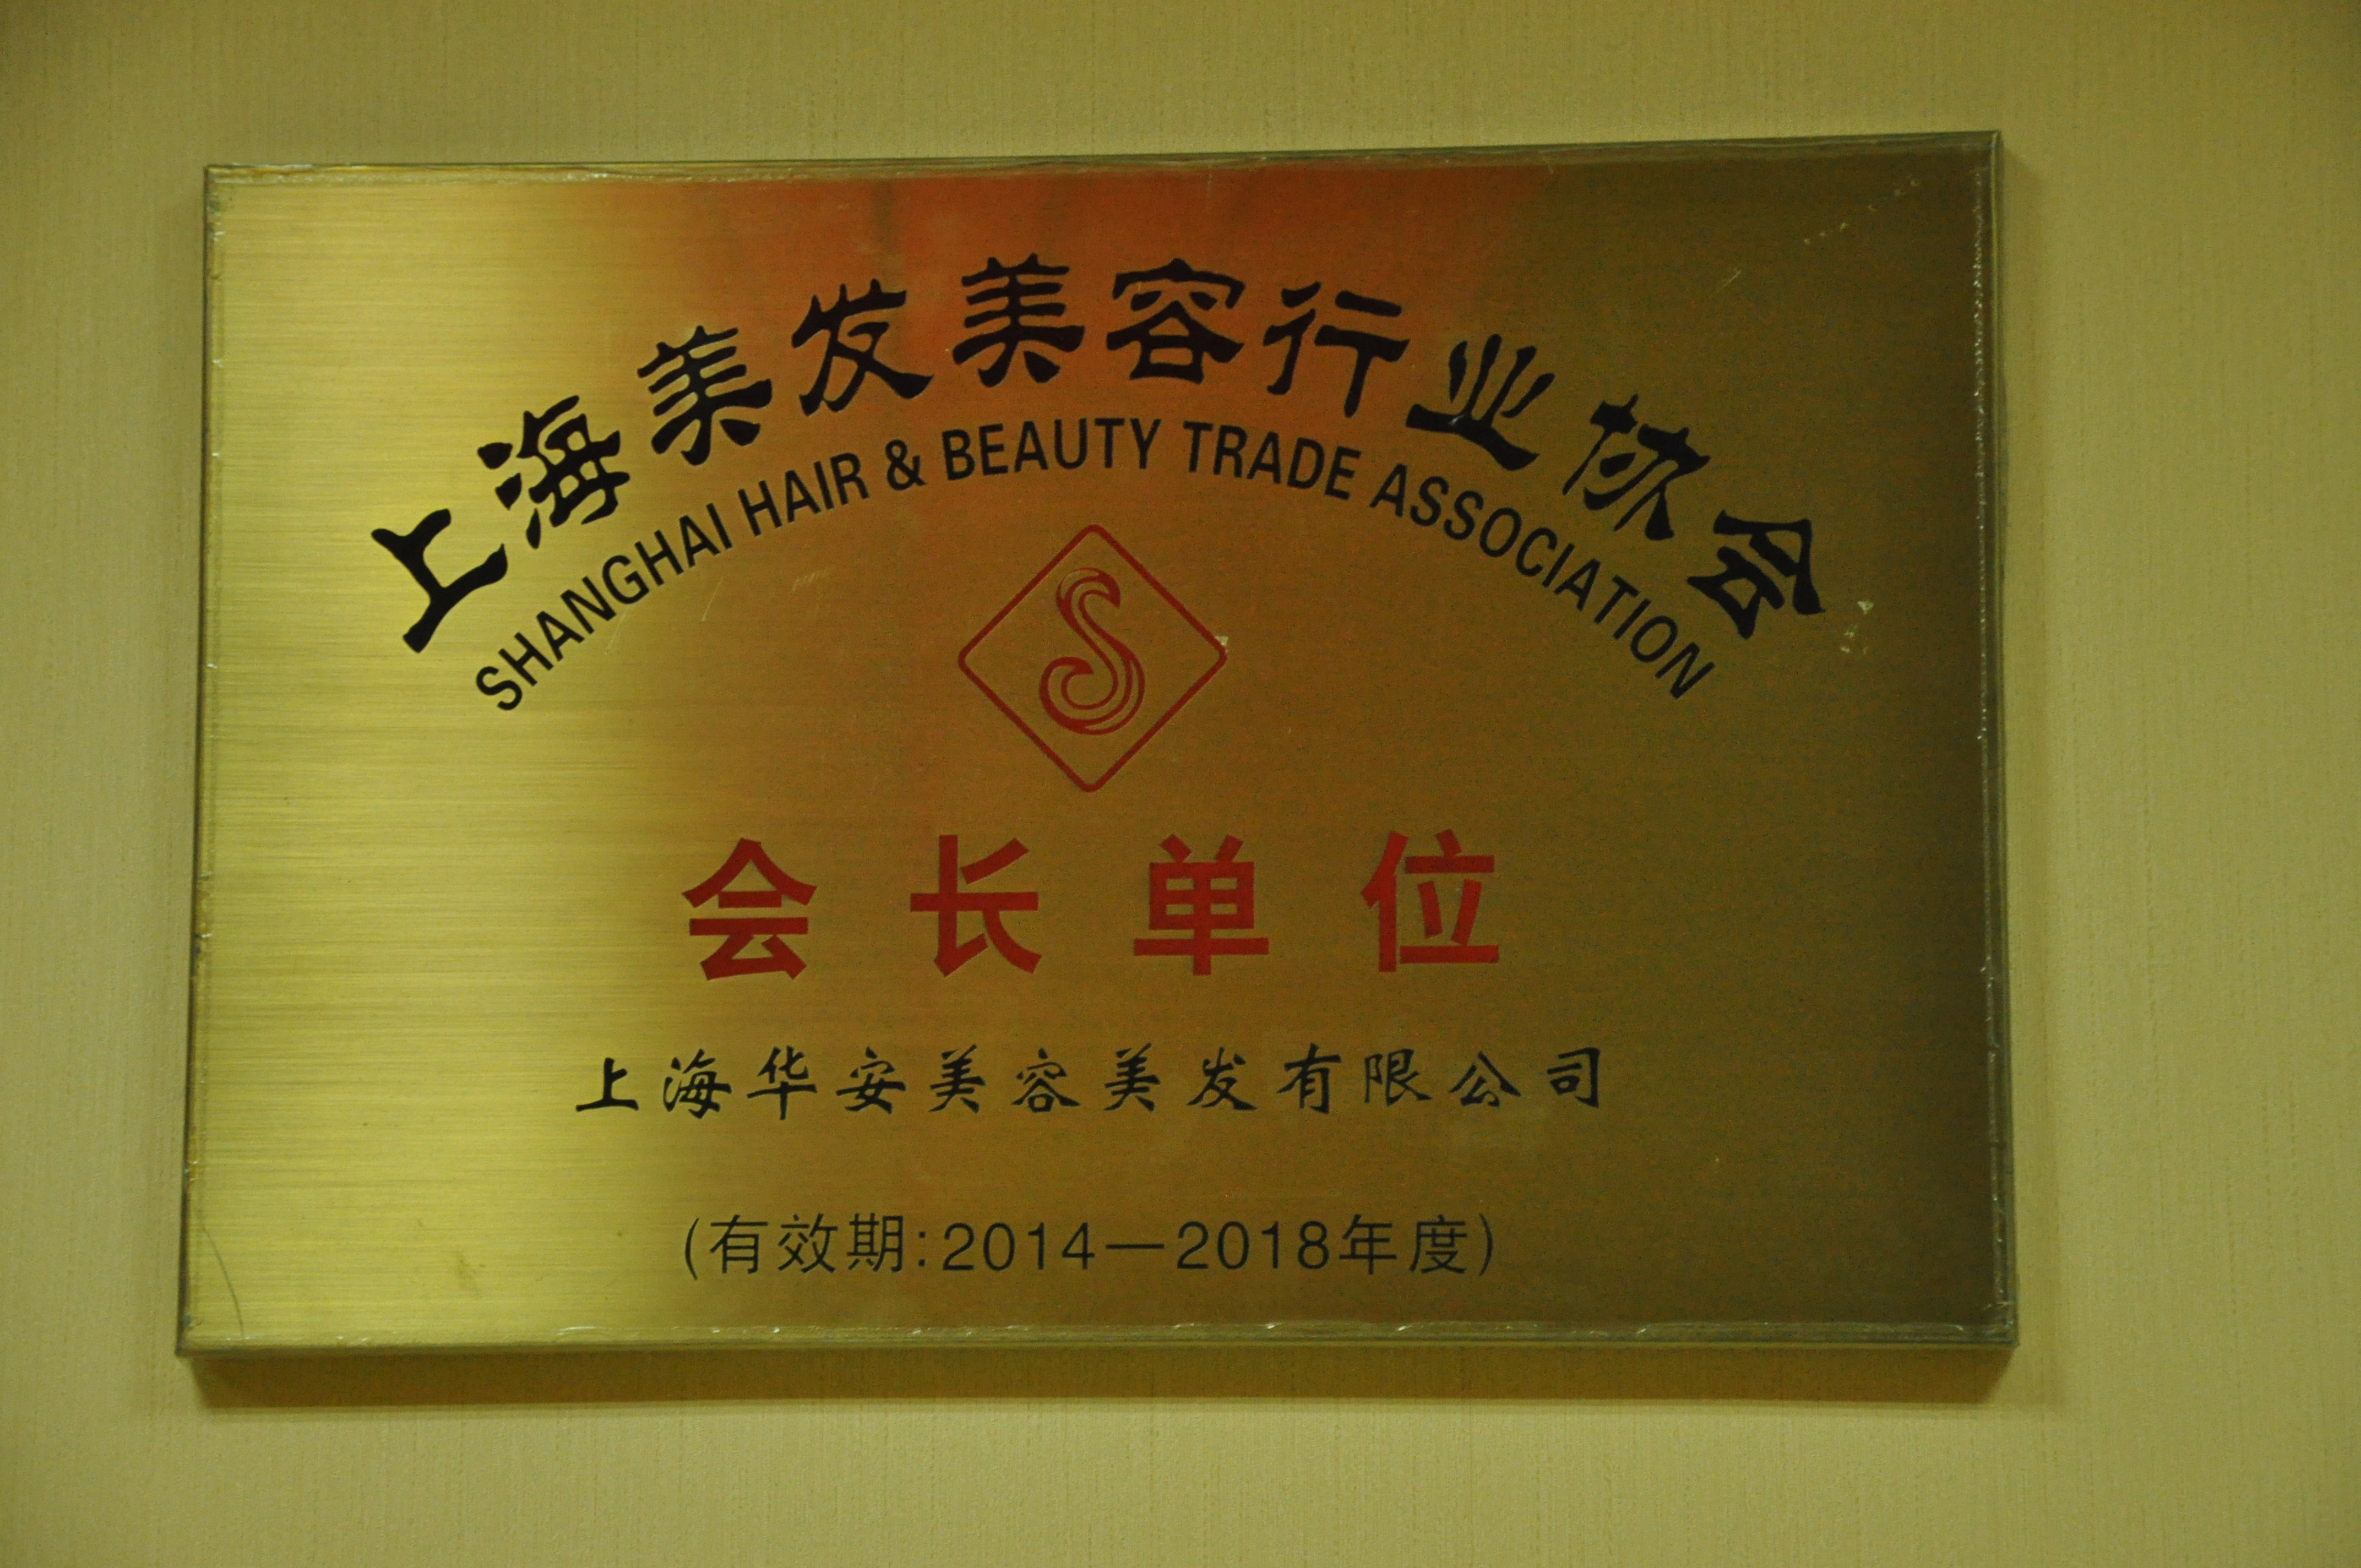 上海美发美容行业协会
SHANGHAI HAIR & BEAUTY TRADE ASSOCIATION
会长单位
上海华安美容美发有限公司
(有效期:2014—2018年度)